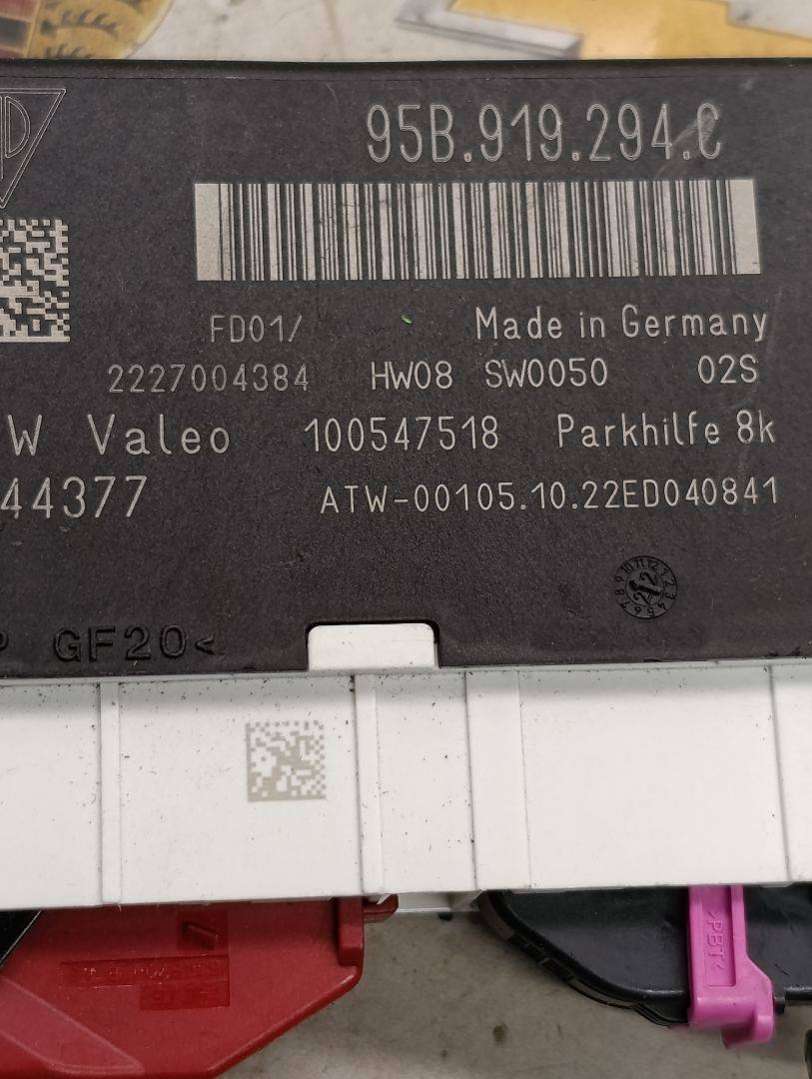 95B.919.294.C
FD01/ Made in Germany
2227004384 HW08 SW0050 02S
W Valeo 100547518 Parkhilfe 8k
44377 ATW-00105.10.22ED040841
GF20<
>PBT<